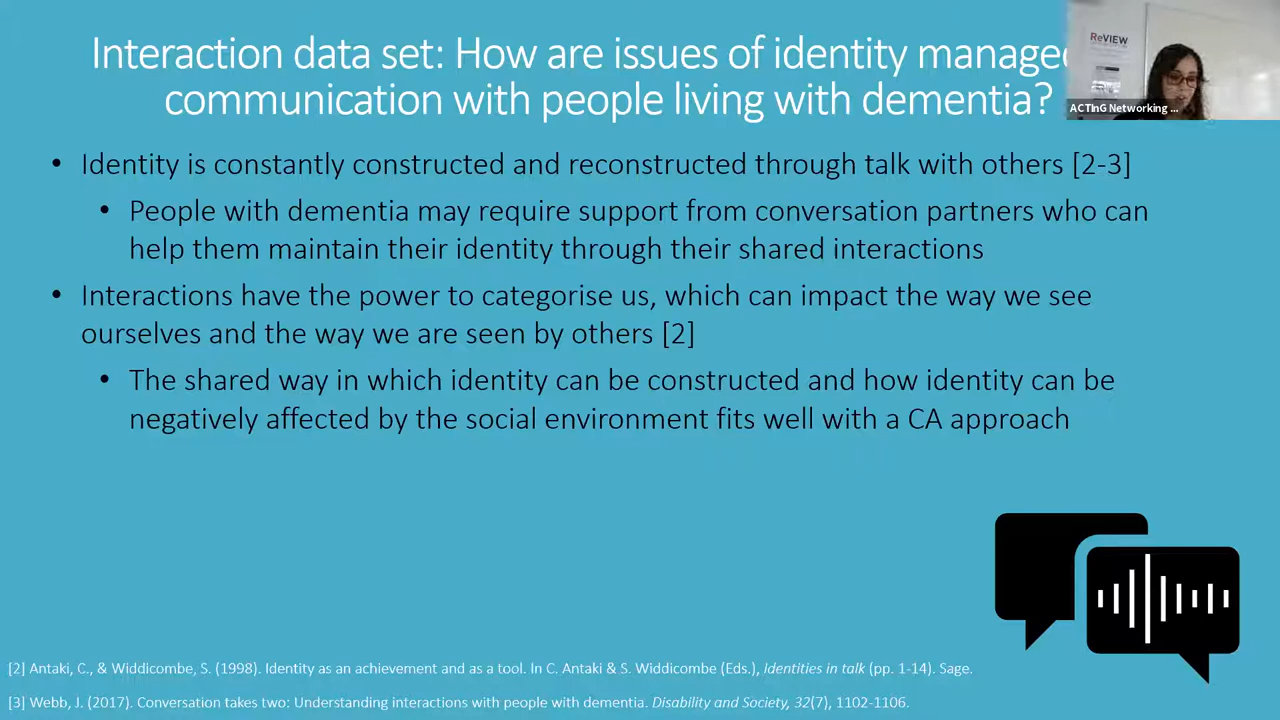 Interaction data set: How are issues of identity managed
communication with people living with dementia?
ReVIEW
ACTInG Networking ...
• Identity is constantly constructed and reconstructed through talk with others [2-3]
• People with dementia may require support from conversation partners who can
help them maintain their identity through their shared interactions
• Interactions have the power to categorise us, which can impact the way we see
ourselves and the way we are seen by others [2]
• The shared way in which identity can be constructed and how identity can be
negatively affected by the social environment fits well with a CA approach
[2] Antaki, C., & Widdicombe, S. (1998). Identity as an achievement and as a tool. In C. Antaki & S. Widdicombe (Eds.), Identities in talk (pp. 1-14). Sage.
[3] Webb, J. (2017). Conversation takes two: Understanding interactions with people with dementia. Disability and Society, 32(7), 1102-1106.